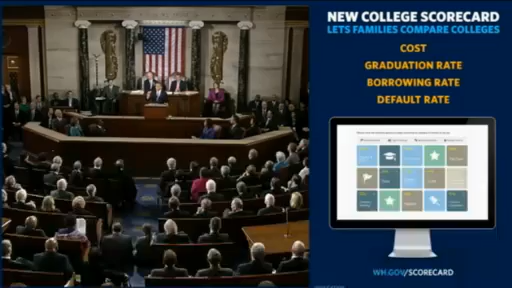 NEW COLLEGE SCORECARD
LETS FAMILIES COMPARE COLLEGES
COST
GRADUATION RATE
BORROWING RATE
DEFAULT RATE
WH.GOV/SCORECARD